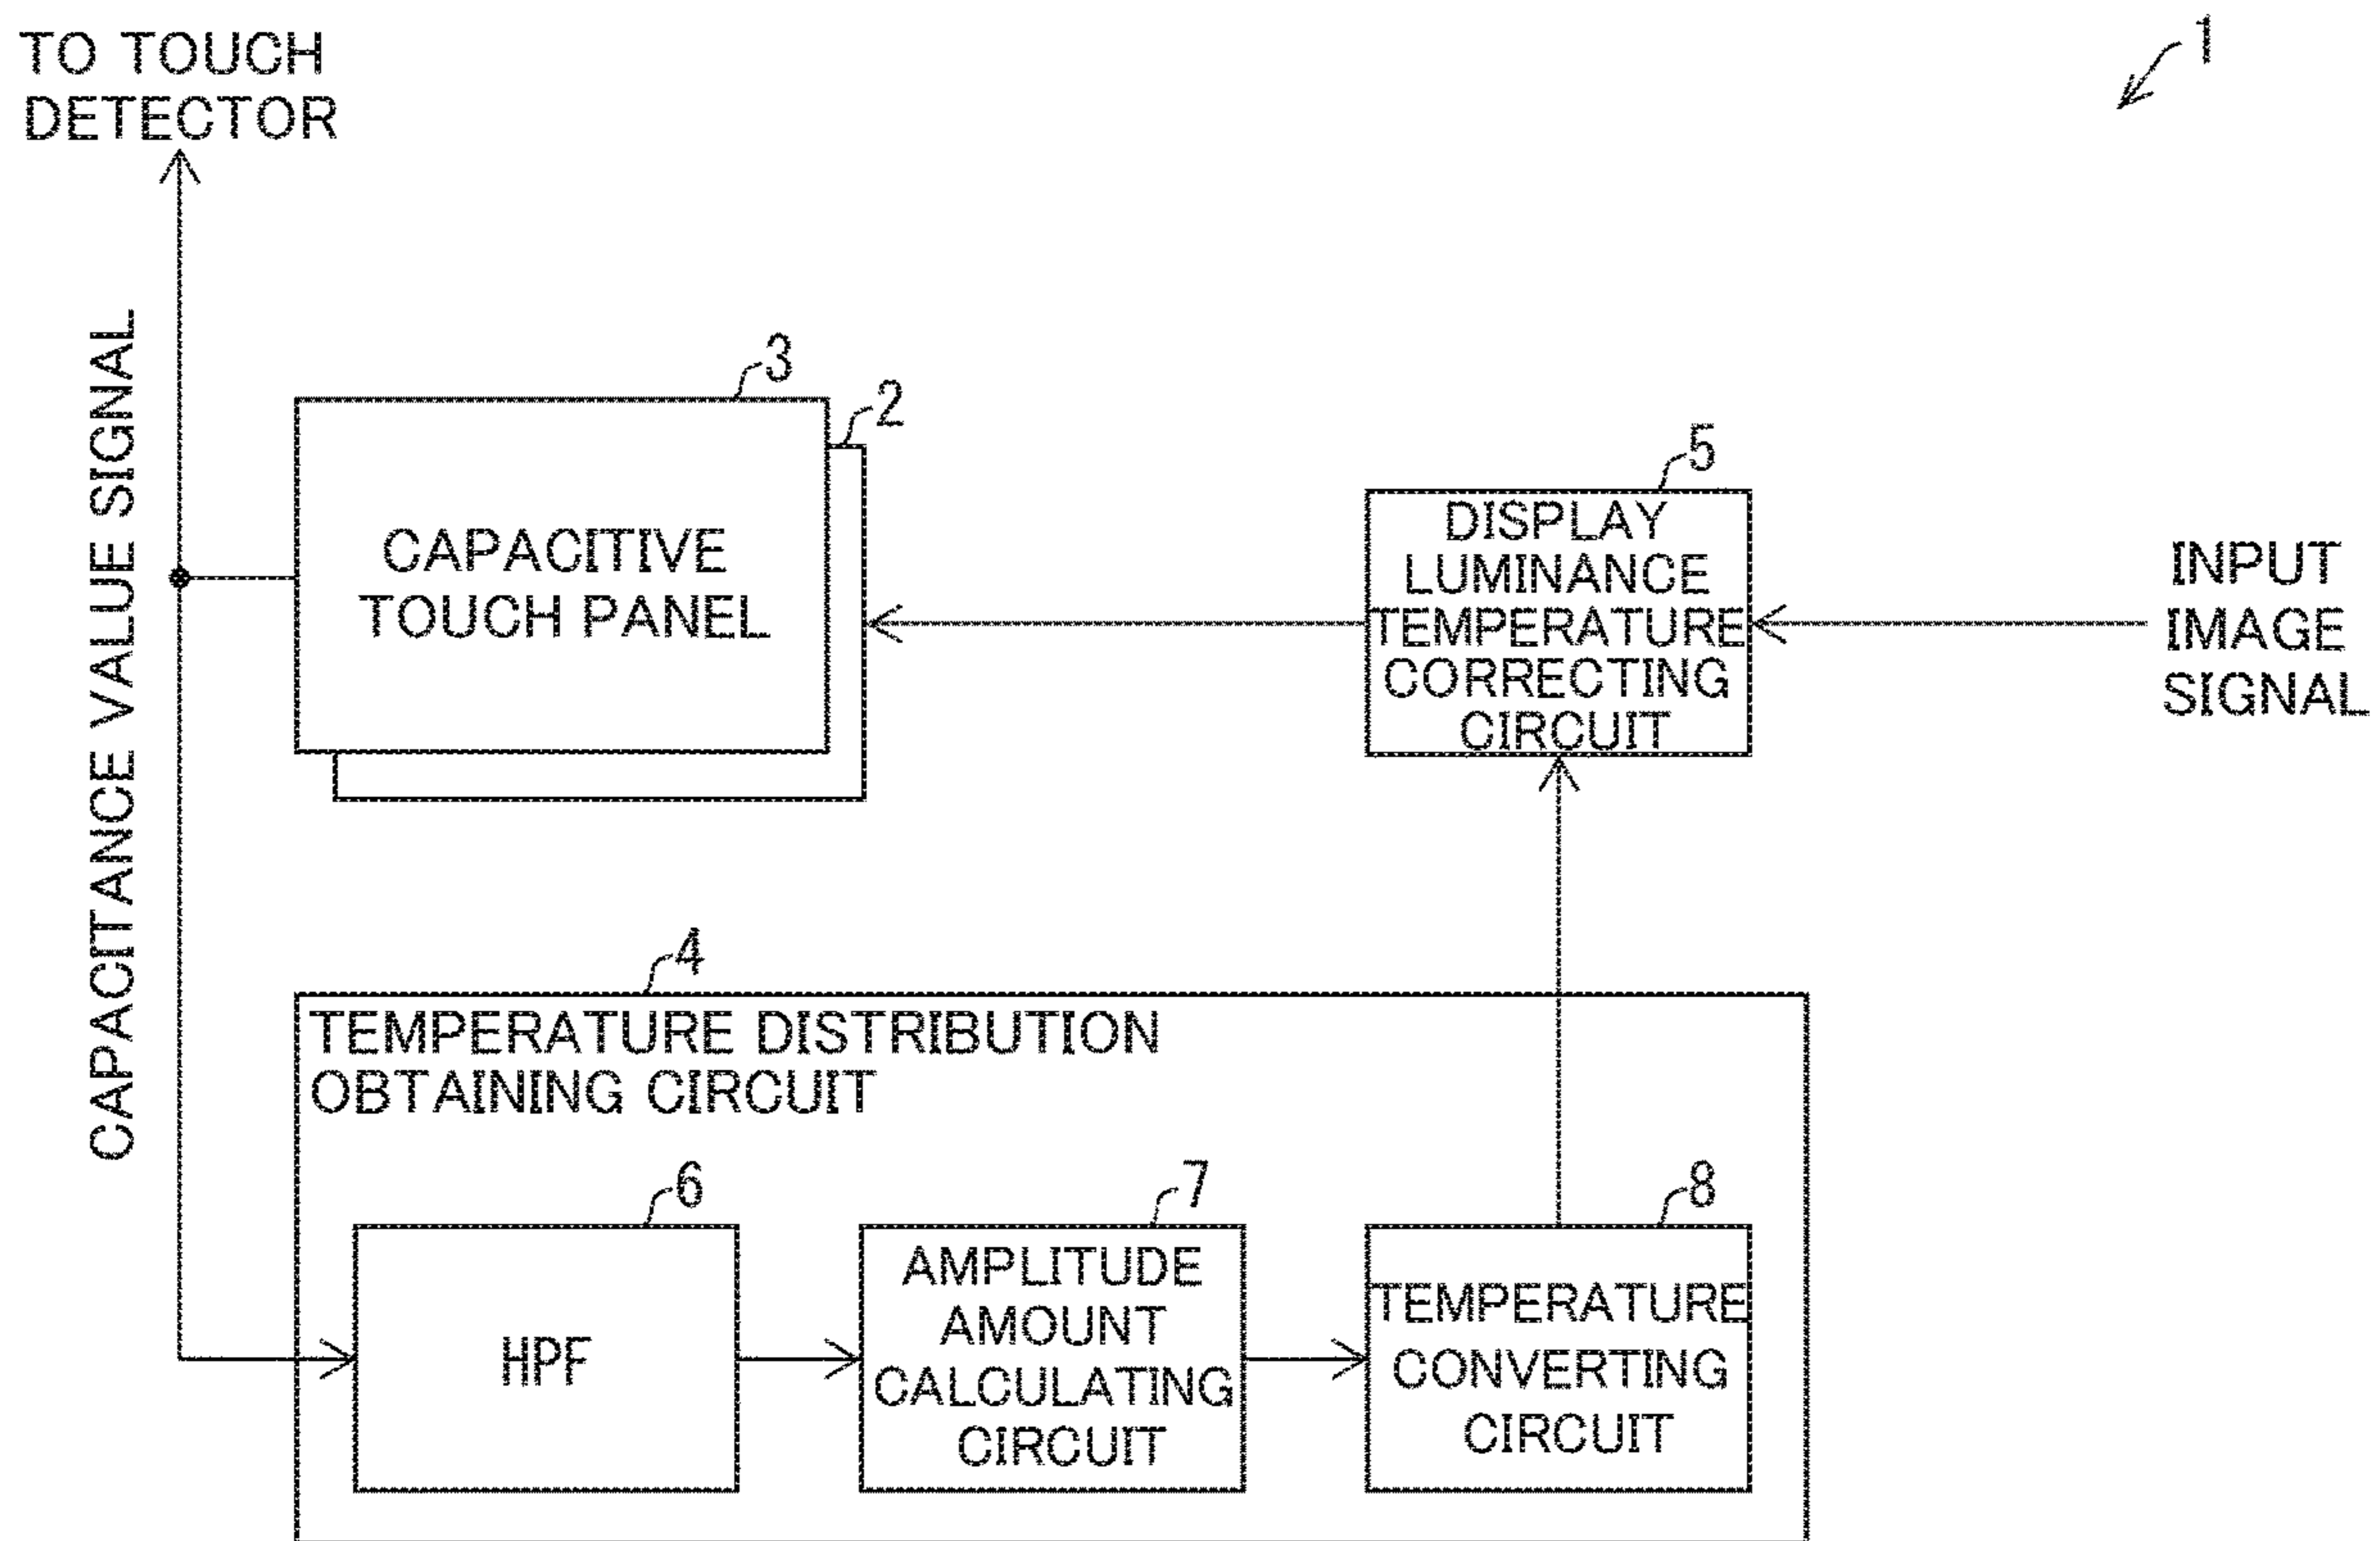 TO TOUCH
DETECTOR
1
CAPACITANCE VALUE SIGNAL
3
2
CAPACITIVE
TOUCH PANEL
5
DISPLAY
LUMINANCE
TEMPERATURE
CORRECTING
CIRCUIT
INPUT
IMAGE
SIGNAL
4
TEMPERATURE DISTRIBUTION
OBTAINING CIRCUIT
6
HPF
7
AMPLITUDE
AMOUNT
CALCULATING
CIRCUIT
8
TEMPERATURE
CONVERTING
CIRCUIT